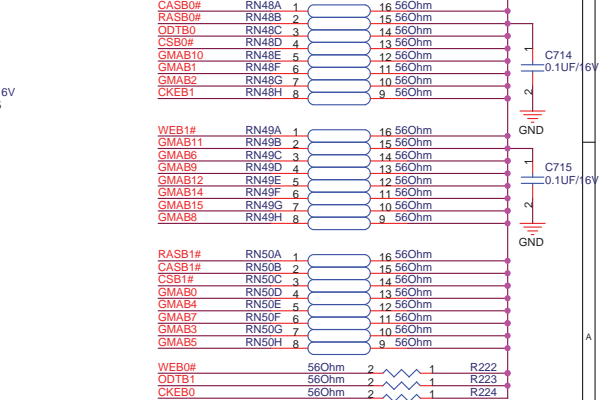 CASB0# RN48A 1 16 56Ohm
RASB0# RN48B 2 15 56Ohm
ODTB0 RN48C 3 14 56Ohm
CSB0# RN48D 4 13 56Ohm
GMAB10 RN48E 5 12 56Ohm
GMAB1 RN48F 6 11 56Ohm
GMAB2 RN48G 7 10 56Ohm
CKEB1 RN48H 8 9 56Ohm
1 C714
0.1UF/16V
2
GND
6V
WEB1# RN49A 1 16 56Ohm
GMAB11 RN49B 2 15 56Ohm
GMAB6 RN49C 3 14 56Ohm
GMAB9 RN49D 4 13 56Ohm
GMAB12 RN49E 5 12 56Ohm
GMAB14 RN49F 6 11 56Ohm
GMAB15 RN49G 7 10 56Ohm
GMAB8 RN49H 8 9 56Ohm
1 C715
0.1UF/16V
2
GND
RASB1# RN50A 1 16 56Ohm
CASB1# RN50B 2 15 56Ohm
CSB1# RN50C 3 14 56Ohm
GMAB0 RN50D 4 13 56Ohm
GMAB4 RN50E 5 12 56Ohm
GMAB7 RN50F 6 11 56Ohm
GMAB3 RN50G 7 10 56Ohm
GMAB5 RN50H 8 9 56Ohm
A
WEB0# 56Ohm 2 1 R222
ODTB1 56Ohm 2 1 R223
CKEB0 56Ohm 2 1 R224